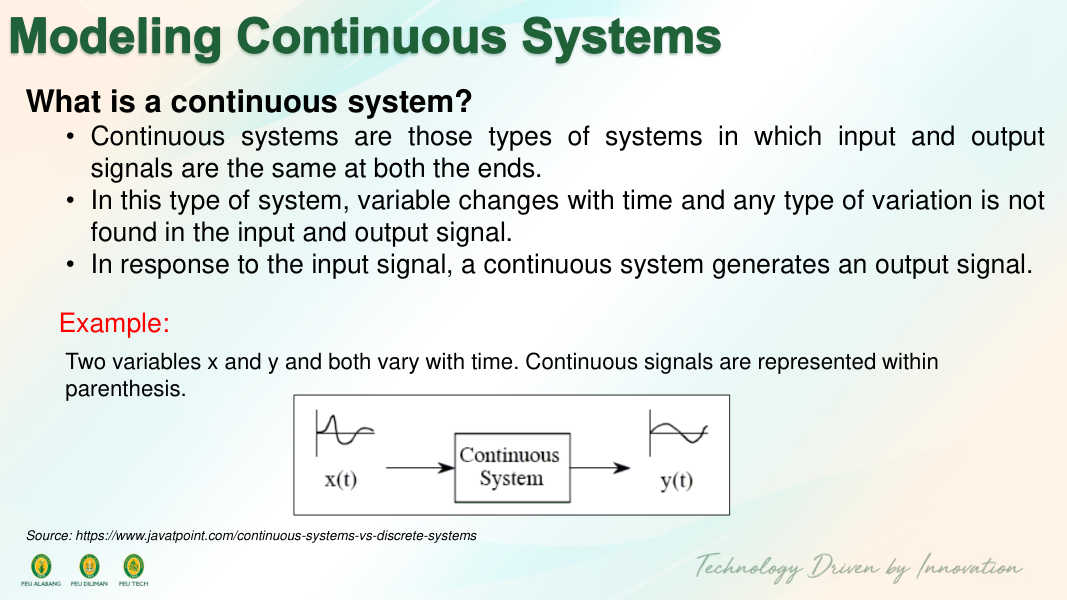 Modeling Continuous Systems
What is a continuous system?
• Continuous systems are those types of systems in which input and output
signals are the same at both the ends.
• In this type of system, variable changes with time and any type of variation is not
found in the input and output signal.
• In response to the input signal, a continuous system generates an output signal.
Example:
Two variables x and y and both vary with time. Continuous signals are represented within
parenthesis.
x(t)
Continuous
System
y(t)
Source: https://www.javatpoint.com/continuous-systems-vs-discrete-systems
FEU ALABANG FEU DILIMAN FEU TECH
Technology Driven by Innovation